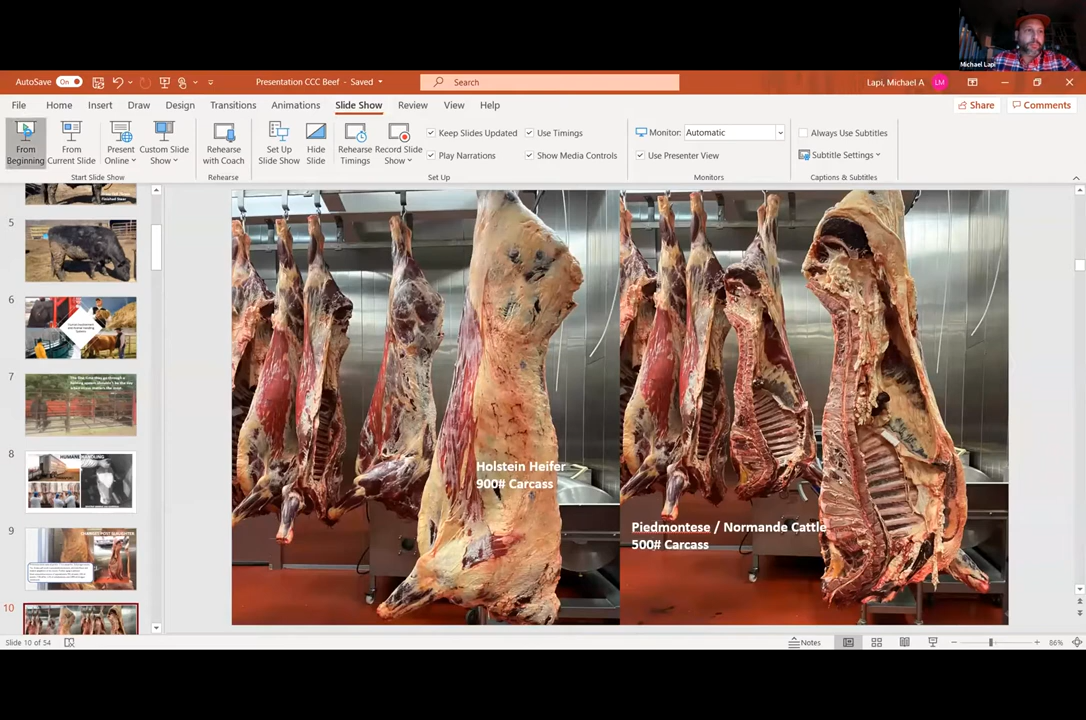 Michael Lapi
AutoSave On
Presentation CCC Beef - Saved
Search
Lapi, Michael A
LM
File Home Insert Draw Design Transitions Animations Slide Show Review View Help
Share
Comments
From Beginning
From Current Slide
Present Online
Custom Slide Show
Start Slide Show
Rehearse with Coach
Rehearse
Set Up Slide Show
Hide Slide
Rehearse Timings
Record Slide Show
Keep Slides Updated
Play Narrations
Use Timings
Show Media Controls
Set Up
Monitor: Automatic
Use Presenter View
Monitors
Always Use Subtitles
Subtitle Settings
Captions & Subtitles
5
6
7
8
HUMANE HANDLING
9
10
Holstein Heifer
900# Carcass
Piedmontese / Normande Cattle
500# Carcass
Slide 10 of 54
Notes
86%